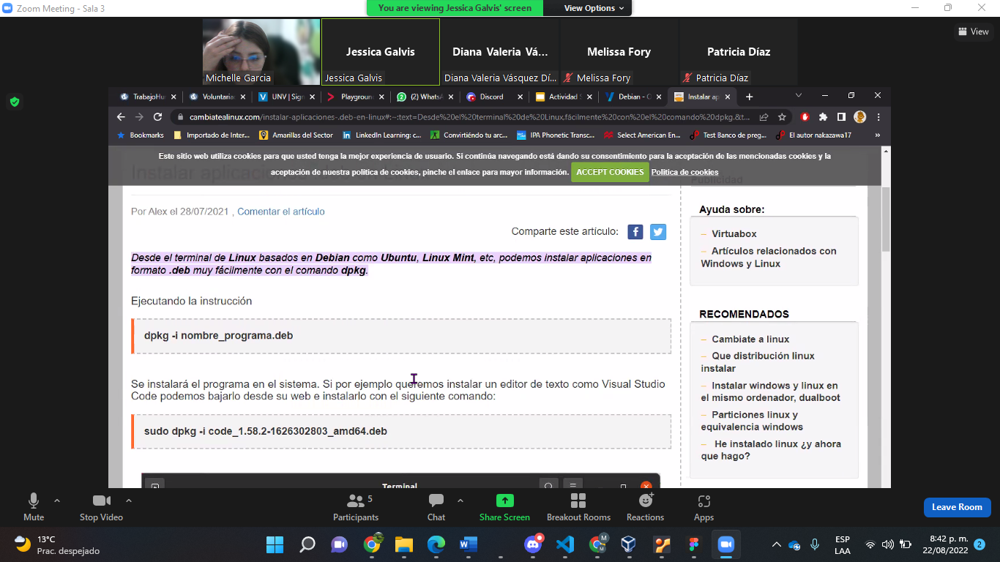 Zoom Meeting - Sala 3
You are viewing Jessica Galvis' screen
View Options
View
Michelle Garcia
Jessica Galvis
Jessica Galvis
Diana Valeria Vá...
Diana Valeria Vásquez Dí...
Melissa Fory
Melissa Fory
Patricia Díaz
Patricia Díaz
TrabajoHu
Voluntaria
UNV | Sign
Playgroun
(2) WhatsA
Discord
Actividad S
Debian - O
Instalar ap
cambiatealinux.com/instalar-aplicaciones-.deb-en-linux#:~:text=Desde%20el%20terminal%20de%20Linux,fácilmente%20con%20el%20comando%20dpkg.&t...
Bookmarks
Importado de Inter...
Amarillas del Sector
LinkedIn Learning: c...
Convirtiéndo tu arc...
IPA Phonetic Transc...
Select American En...
Test Banco de preg...
El autor nakazawa17
»
Este sitio web utiliza cookies para que usted tenga la mejor experiencia de usuario. Si continúa navegando está dando su consentimiento para la aceptación de las mencionadas cookies y la
aceptación de nuestra política de cookies, pinche el enlace para mayor información. ACCEPT COOKIES Política de cookies
Publicidad
Por Alex el 28/07/2021 , Comentar el artículo
Comparte este artículo:
Desde el terminal de Linux basados en Debian como Ubuntu, Linux Mint, etc, podemos instalar aplicaciones en
formato .deb muy fácilmente con el comando dpkg.
Ejecutando la instrucción
dpkg -i nombre_programa.deb
Se instalará el programa en el sistema. Si por ejemplo queremos instalar un editor de texto como Visual Studio
Code podemos bajarlo desde su web e instalarlo con el siguiente comando:
sudo dpkg -i code_1.58.2-1626302803_amd64.deb
Terminal
Ayuda sobre:
– Virtuabox
– Artículos relacionados con
Windows y Linux
RECOMENDADOS
– Cambiate a linux
– Que distribución linux
instalar
– Instalar windows y linux en
el mismo ordenador, dualboot
– Particiones linux y
equivalencia windows
– He instalado linux ¿y ahora
que hago?
Mute
Stop Video
Participants
5
Chat
Share Screen
Breakout Rooms
Reactions
Apps
Leave Room
13°C
Prac. despejado
ESP
LAA
8:42 p. m.
22/08/2022
2